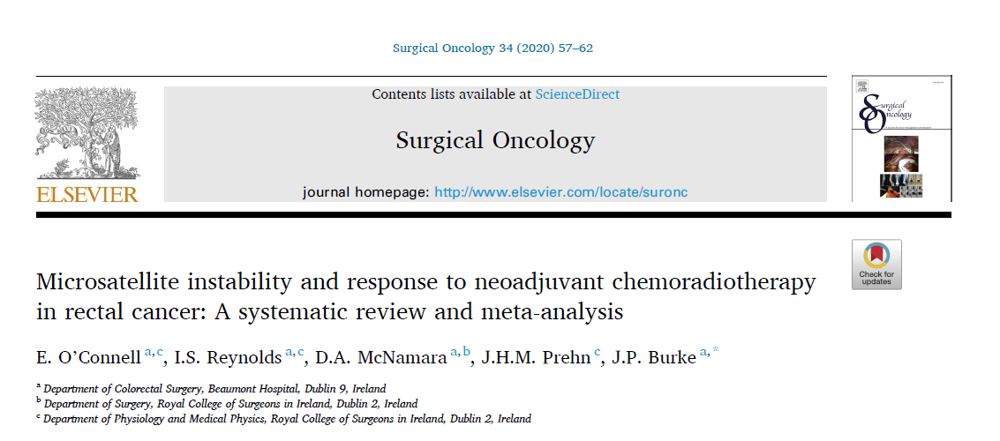 Surgical Oncology 34 (2020) 57–62
Contents lists available at ScienceDirect
Surgical Oncology
journal homepage: http://www.elsevier.com/locate/suronc
ELSEVIER
Surgical
Oncology
Check for
updates
Microsatellite instability and response to neoadjuvant chemoradiotherapy
in rectal cancer: A systematic review and meta-analysis
E. O’Connell a,c, I.S. Reynolds a,c, D.A. McNamara a,b, J.H.M. Prehn c, J.P. Burke a,*
a Department of Colorectal Surgery, Beaumont Hospital, Dublin 9, Ireland
b Department of Surgery, Royal College of Surgeons in Ireland, Dublin 2, Ireland
c Department of Physiology and Medical Physics, Royal College of Surgeons in Ireland, Dublin 2, Ireland